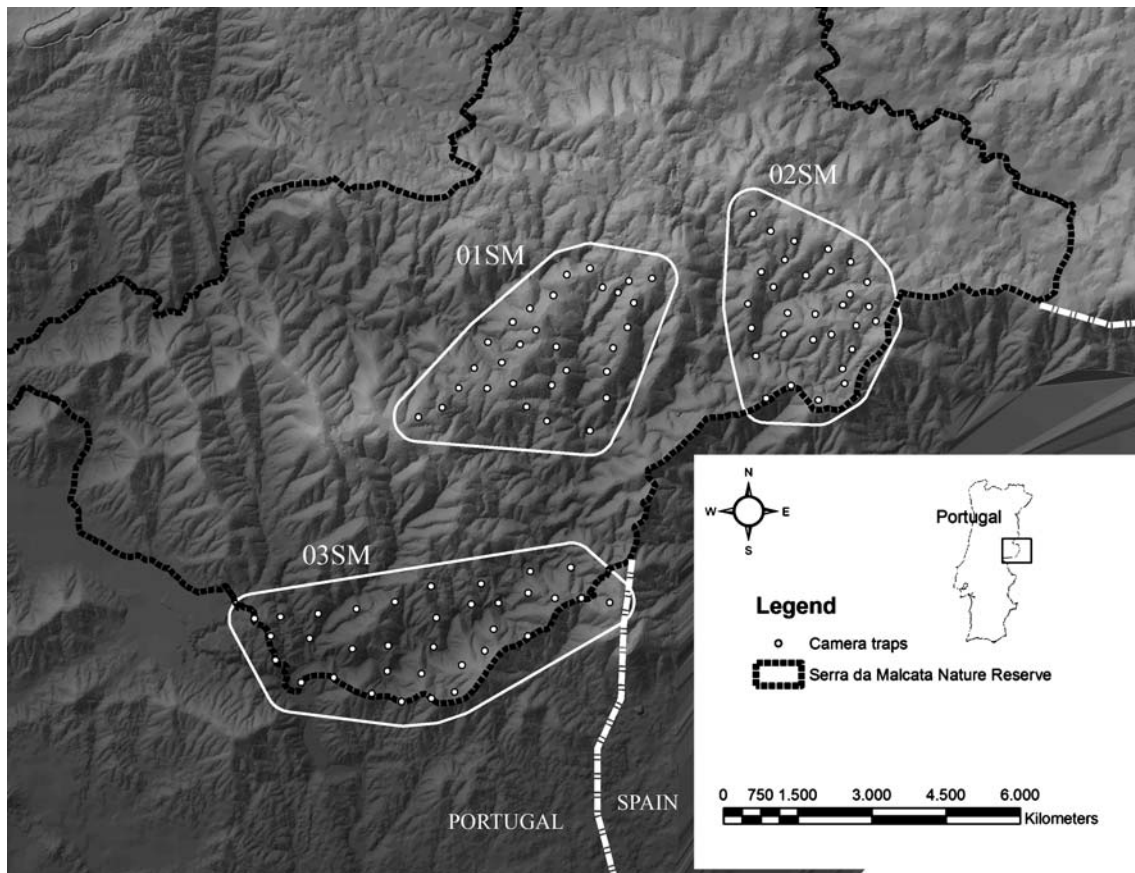 02SM
01SM
03SM
N
W E
S
Portugal
Legend
Camera traps
Serra da Malcata Nature Reserve
0 750 1.500 3.000 4.500 6.000
Kilometers
SPAIN
PORTUGAL